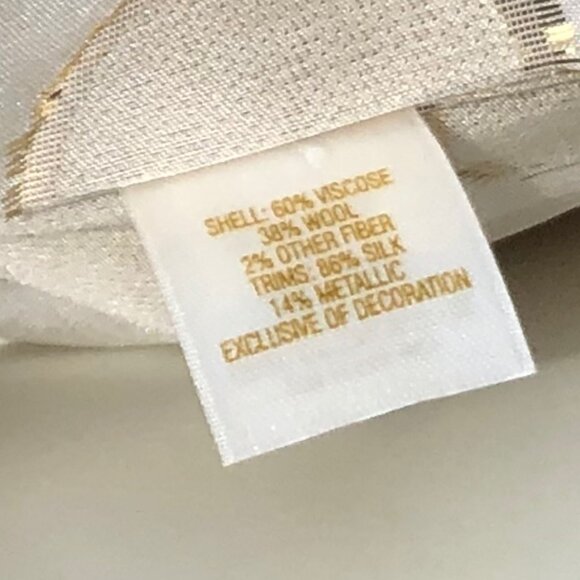 SHELL: 60% VISCOSE
38% WOOL
2% OTHER FIBER
TRIMS: 86% SILK
14% METALLIC
EXCLUSIVE OF DECORATION